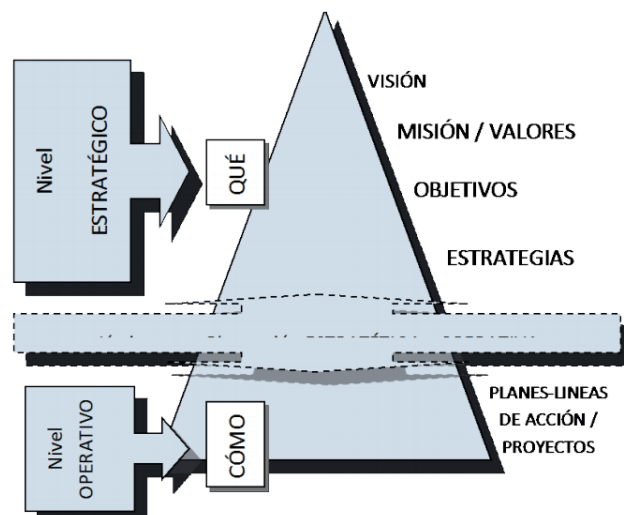 Nivel
ESTRATÉGICO
QUÉ
VISIÓN
MISIÓN / VALORES
OBJETIVOS
ESTRATEGIAS
Nivel
OPERATIVO
CÓMO
PLANES-LINEAS
DE ACCIÓN /
PROYECTOS